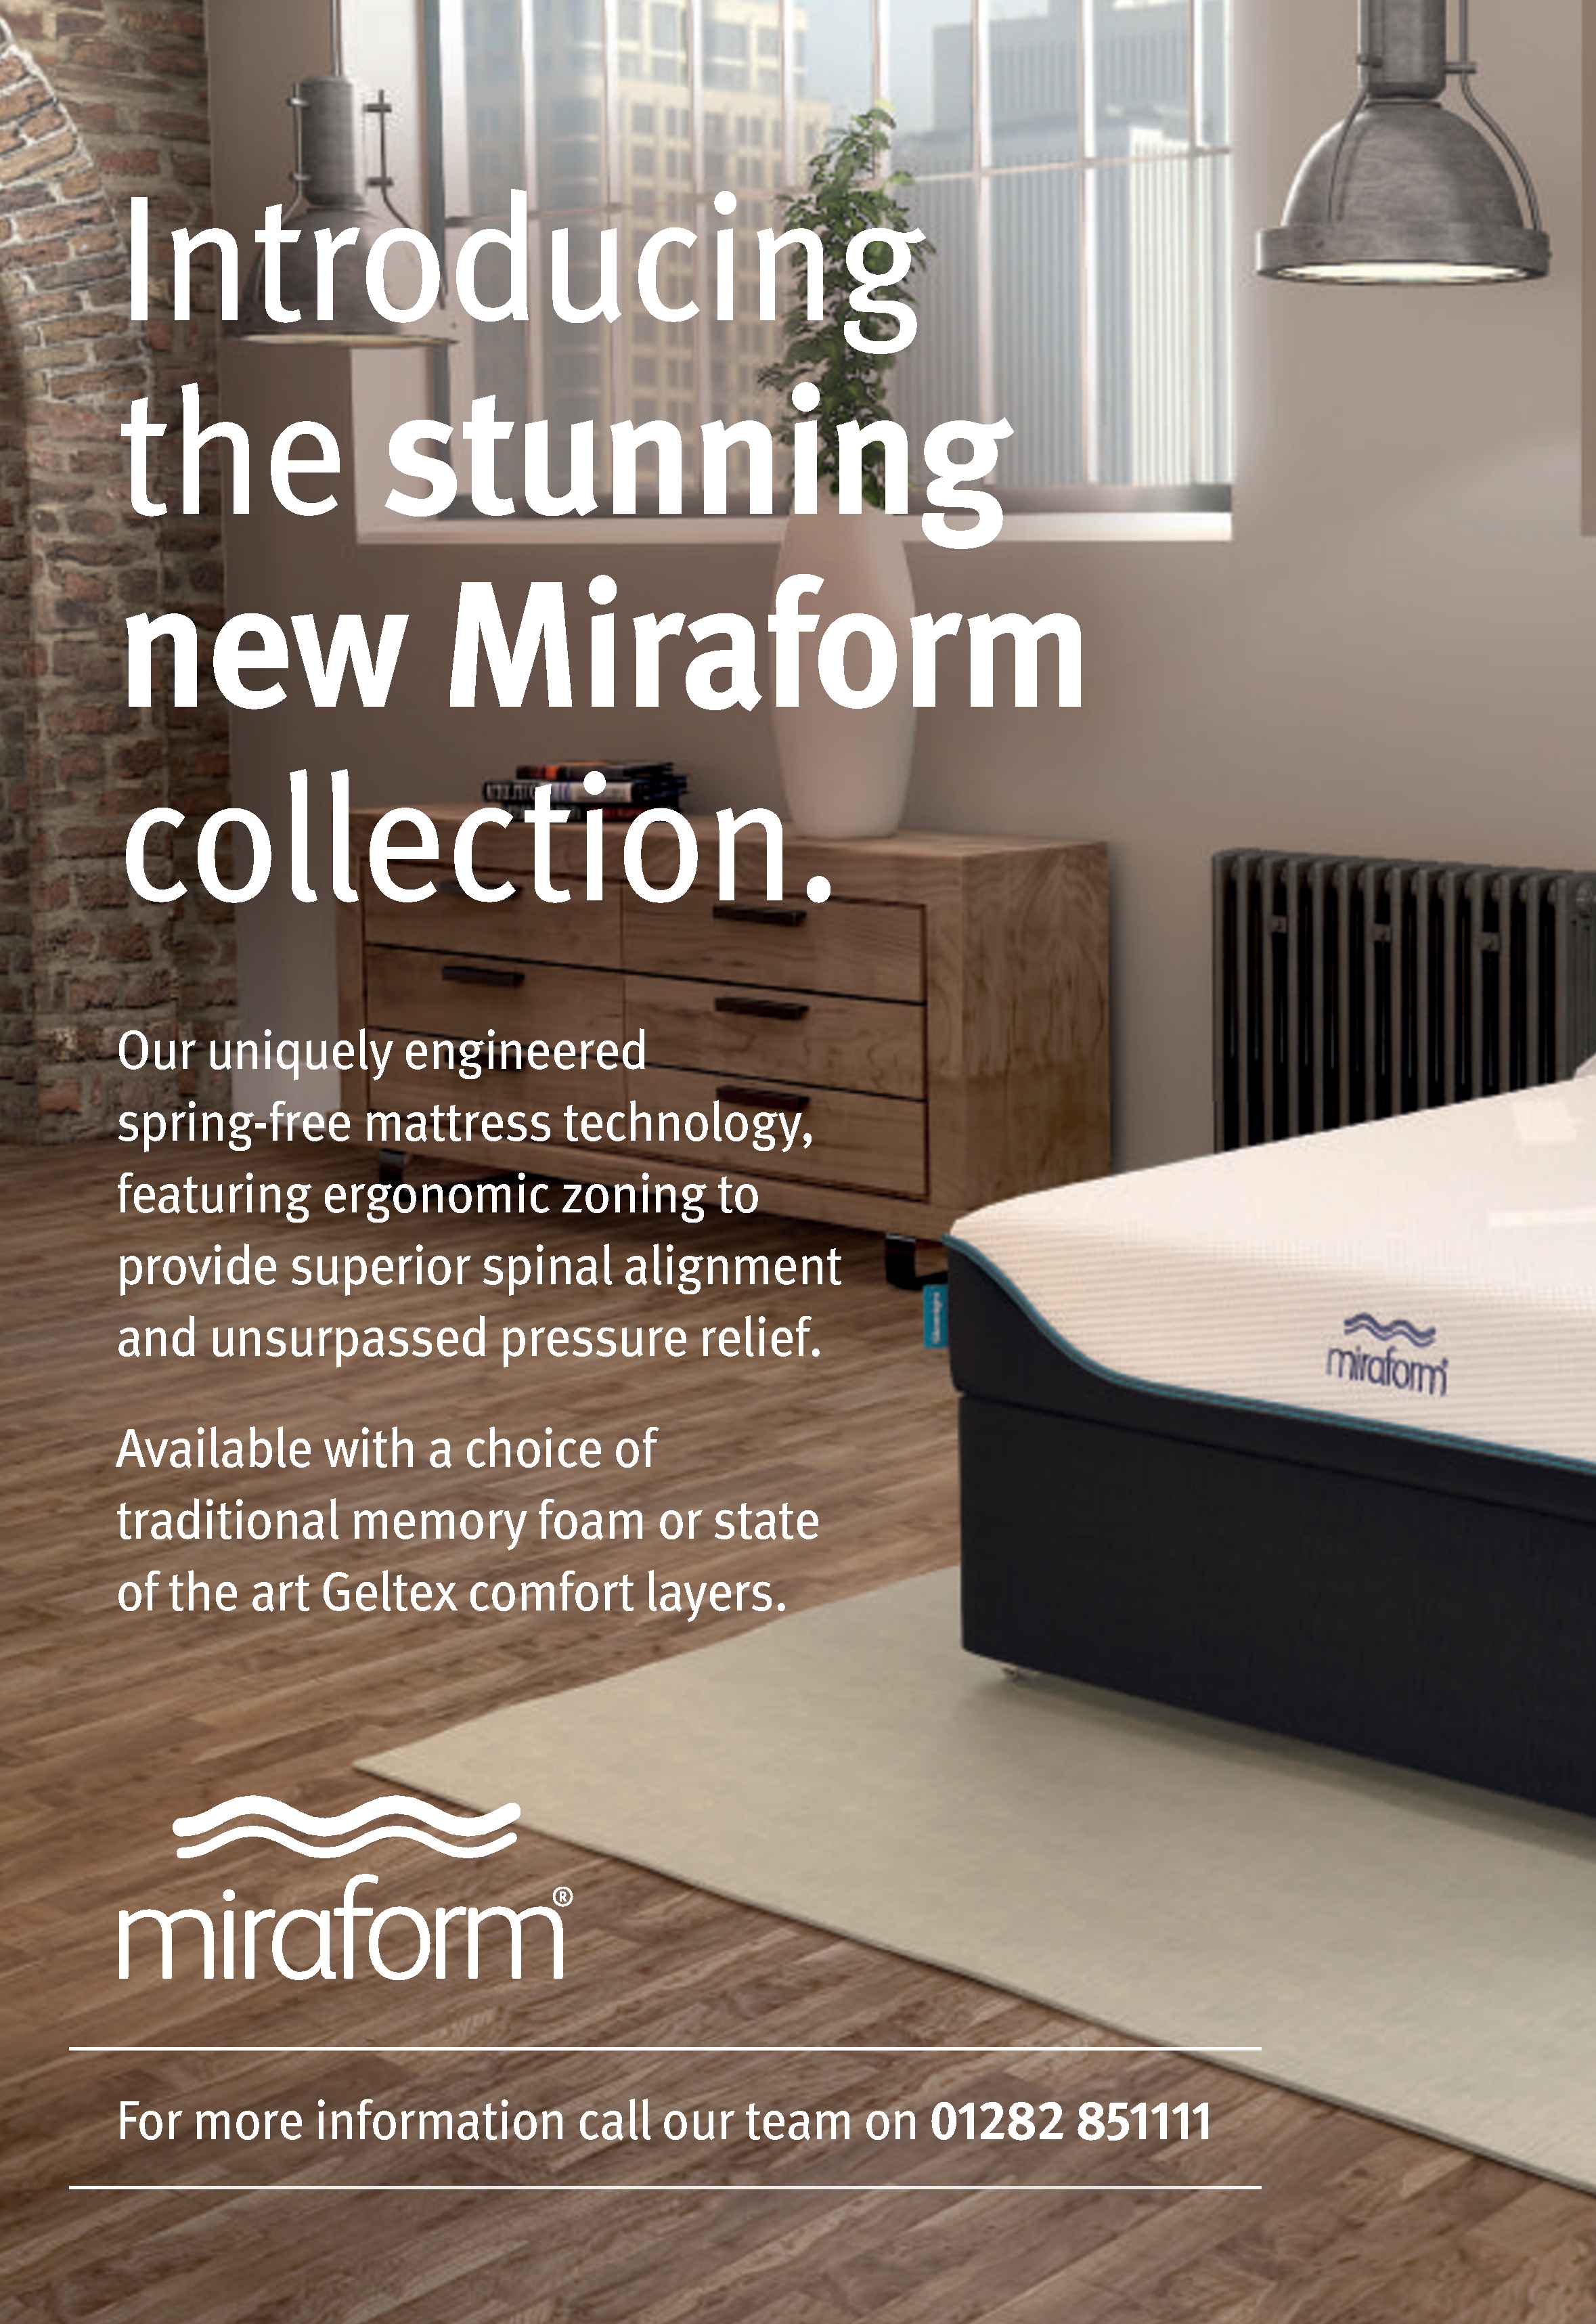 Introducing
the stunning
new Miraform
collection.
Our uniquely engineered
spring-free mattress technology,
featuring ergonomic zoning to
provide superior spinal alignment
and unsurpassed pressure relief.
Available with a choice of
traditional memory foam or state
of the art Geltex comfort layers.
miraform
miraform®
For more information call our team on 01282 851111